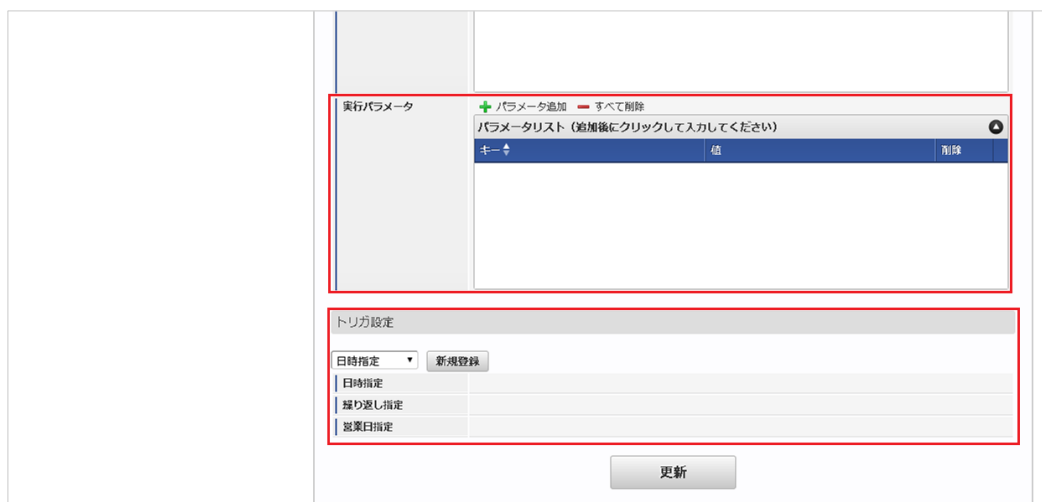 実行パラメータ
パラメータ追加 すべて削除
パラメータリスト（追加後にクリックして入力してください）
キー 値 削除
トリガ設定
日時指定 新規登録
日時指定
繰り返し指定
営業日指定
更新